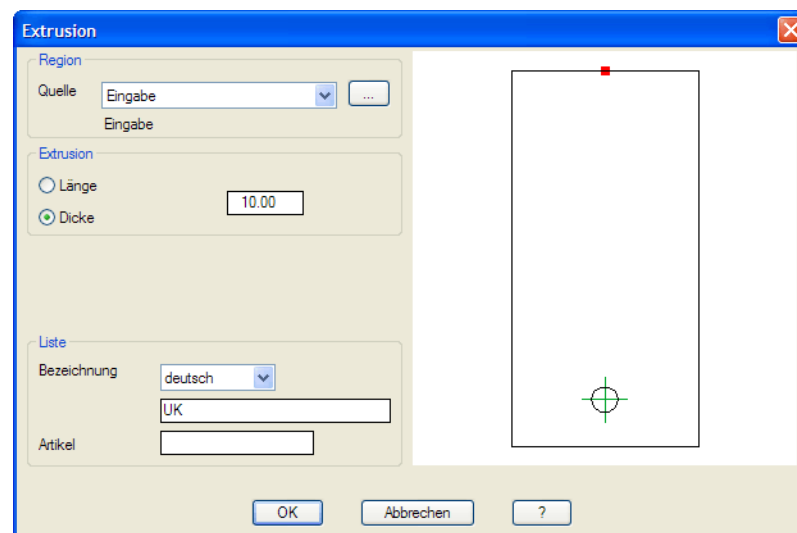 Extrusion
Region
Quelle
Eingabe
...
Eingabe
Extrusion
Länge
10.00
Dicke
Liste
Bezeichnung
deutsch
UK
Artikel
OK
Abbrechen
?